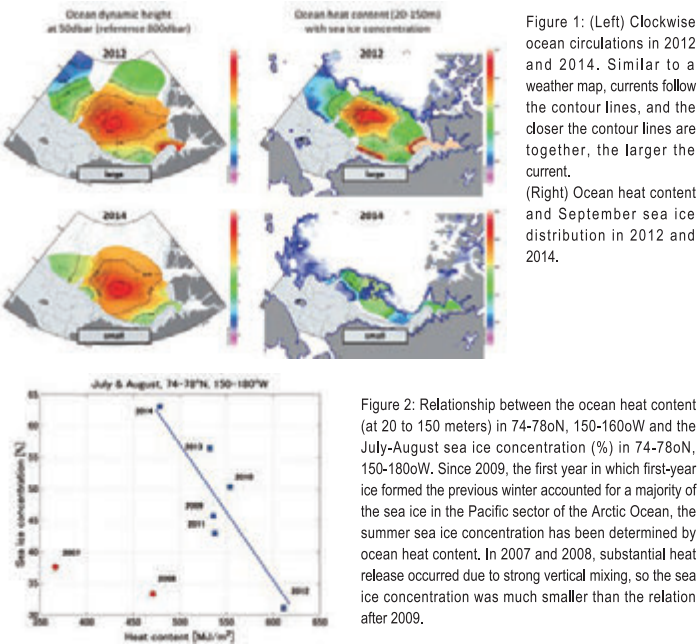 Ocean dynamic height
at 50dbar (reference 800dbar)
Ocean heat content (20-150m)
with sea ice concentration
2012
2012
large
large
2014
2014
small
small
Figure 1: (Left) Clockwise
ocean circulations in 2012
and 2014. Similar to a
weather map, currents follow
the contour lines, and the
closer the contour lines are
together, the larger the
current.
(Right) Ocean heat content
and September sea ice
distribution in 2012 and
2014.
July & August, 74-78°N, 150-180°W
Sea ice concentration [%]
65
60
55
50
45
40
35
30
2014
2013
2010
2009
2011
2007
2008
2012
350
400
450
500
550
600
650
Heat content [MJ/m²]
Figure 2: Relationship between the ocean heat content
(at 20 to 150 meters) in 74-78oN, 150-160oW and the
July-August sea ice concentration (%) in 74-78oN,
150-180oW. Since 2009, the first year in which first-year
ice formed the previous winter accounted for a majority of
the sea ice in the Pacific sector of the Arctic Ocean, the
summer sea ice concentration has been determined by
ocean heat content. In 2007 and 2008, substantial heat
release occurred due to strong vertical mixing, so the sea
ice concentration was much smaller than the relation
after 2009.